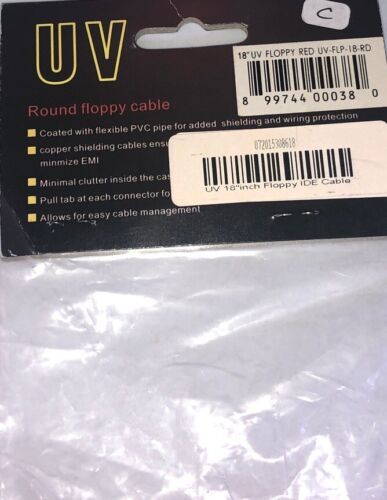 UV
C
18" UV FLOPPY RED UV-FLP-18-RD
8 99744 00038 0
Round floppy cable
Coated with flexible PVC pipe for added shielding and wiring protection
copper shielding cables ensu
minmize EMI
072015308618
UV 18"inch Floppy IDE Cable
Minimal clutter inside the cas
Pull tab at each connector fo
Allows for easy cable management